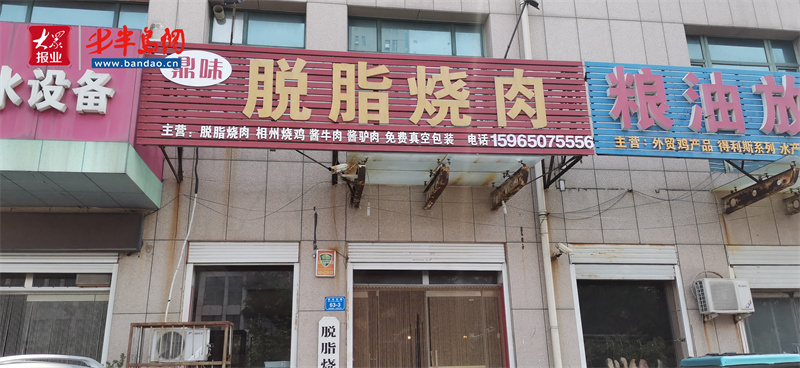 大众报业
半岛网
www.bandao.cn
水设备
鼎味
脱脂烧肉
主营：脱脂烧肉 相州烧鸡 酱牛肉 酱驴肉 免费真空包装 电话 15965075556
粮油放
主营：外贸鸡产品 得利斯系列 水产
63-3
脱脂烧